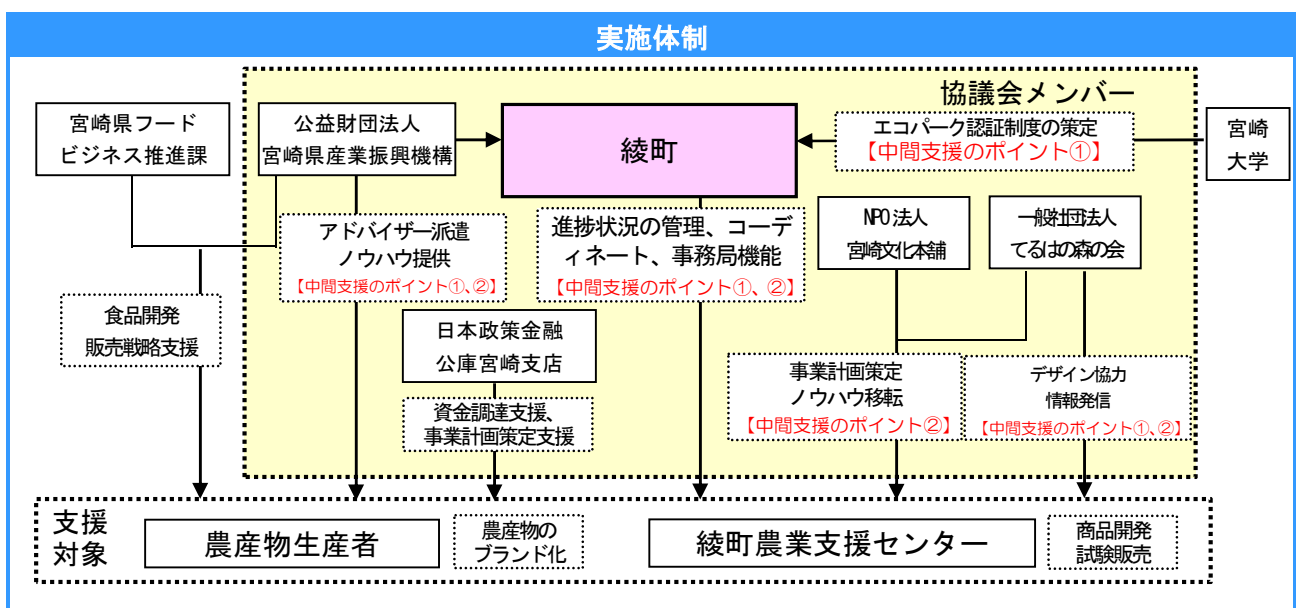 実施体制
協議会メンバー
宮崎県フード
ビジネス推進課
公益財団法人
宮崎県産業振興機構
綾町
エコパーク認証制度の策定
【中間支援のポイント①】
宮崎
大学
アドバイザー派遣
ノウハウ提供
【中間支援のポイント①、②】
進捗状況の管理、コーデ
ィネート、事務局機能
【中間支援のポイント①、②】
NPO法人
宮崎文化本舗
一般社団法人
てるはの森の会
食品開発
販売戦略支援
日本政策金融
公庫宮崎支店
資金調達支援、
事業計画策定支援
事業計画策定
ノウハウ移転
【中間支援のポイント②】
デザイン協力
情報発信
【中間支援のポイント①、②】
支援
対象
農産物生産者
農産物の
ブランド化
綾町農業支援センター
商品開発
試験販売